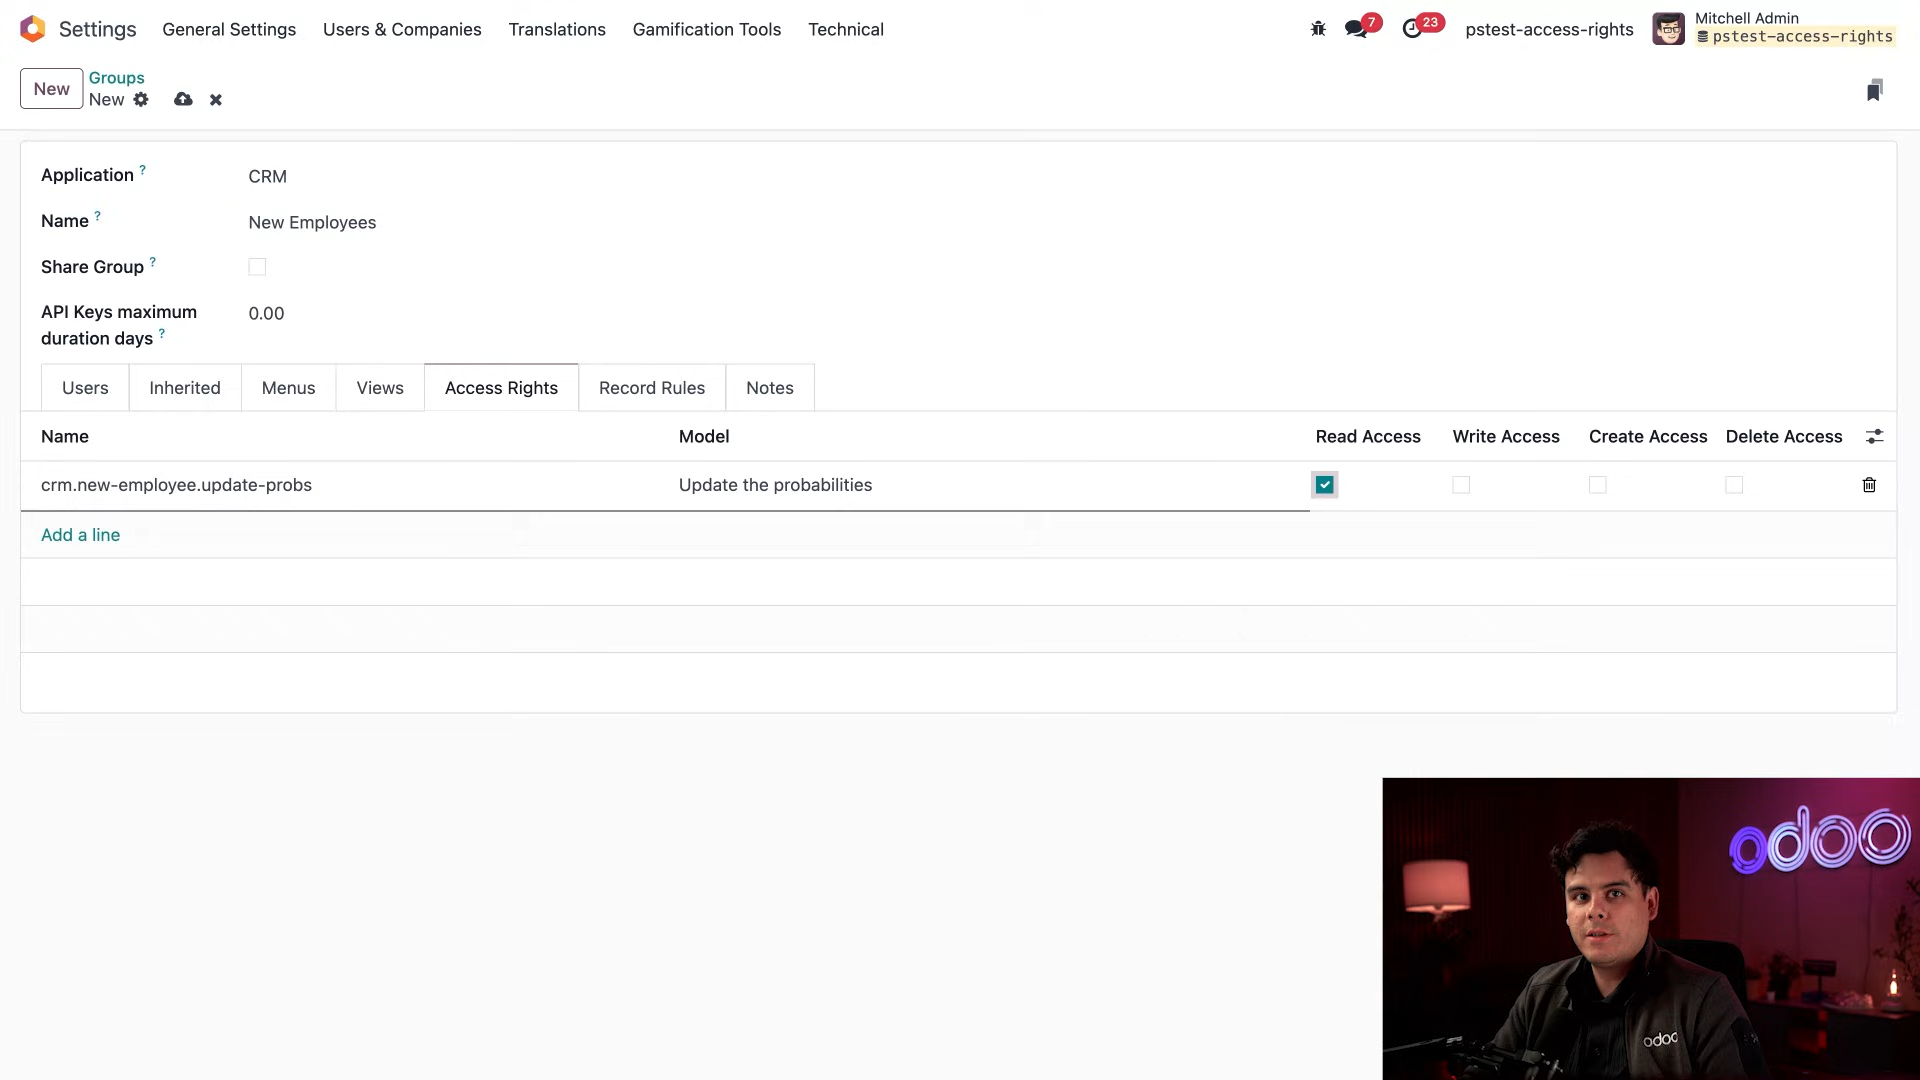 Settings General Settings Users & Companies Translations Gamification Tools Technical 7 23 pstest-access-rights Mitchell Admin
pstest-access-rights
New Groups
New
Application ? CRM
Name ? New Employees
Share Group ?
API Keys maximum duration days ? 0.00
Users Inherited Menus Views Access Rights Record Rules Notes
Name Model Read Access Write Access Create Access Delete Access
crm.new-employee.update-probs Update the probabilities
Add a line
odoo
odoo